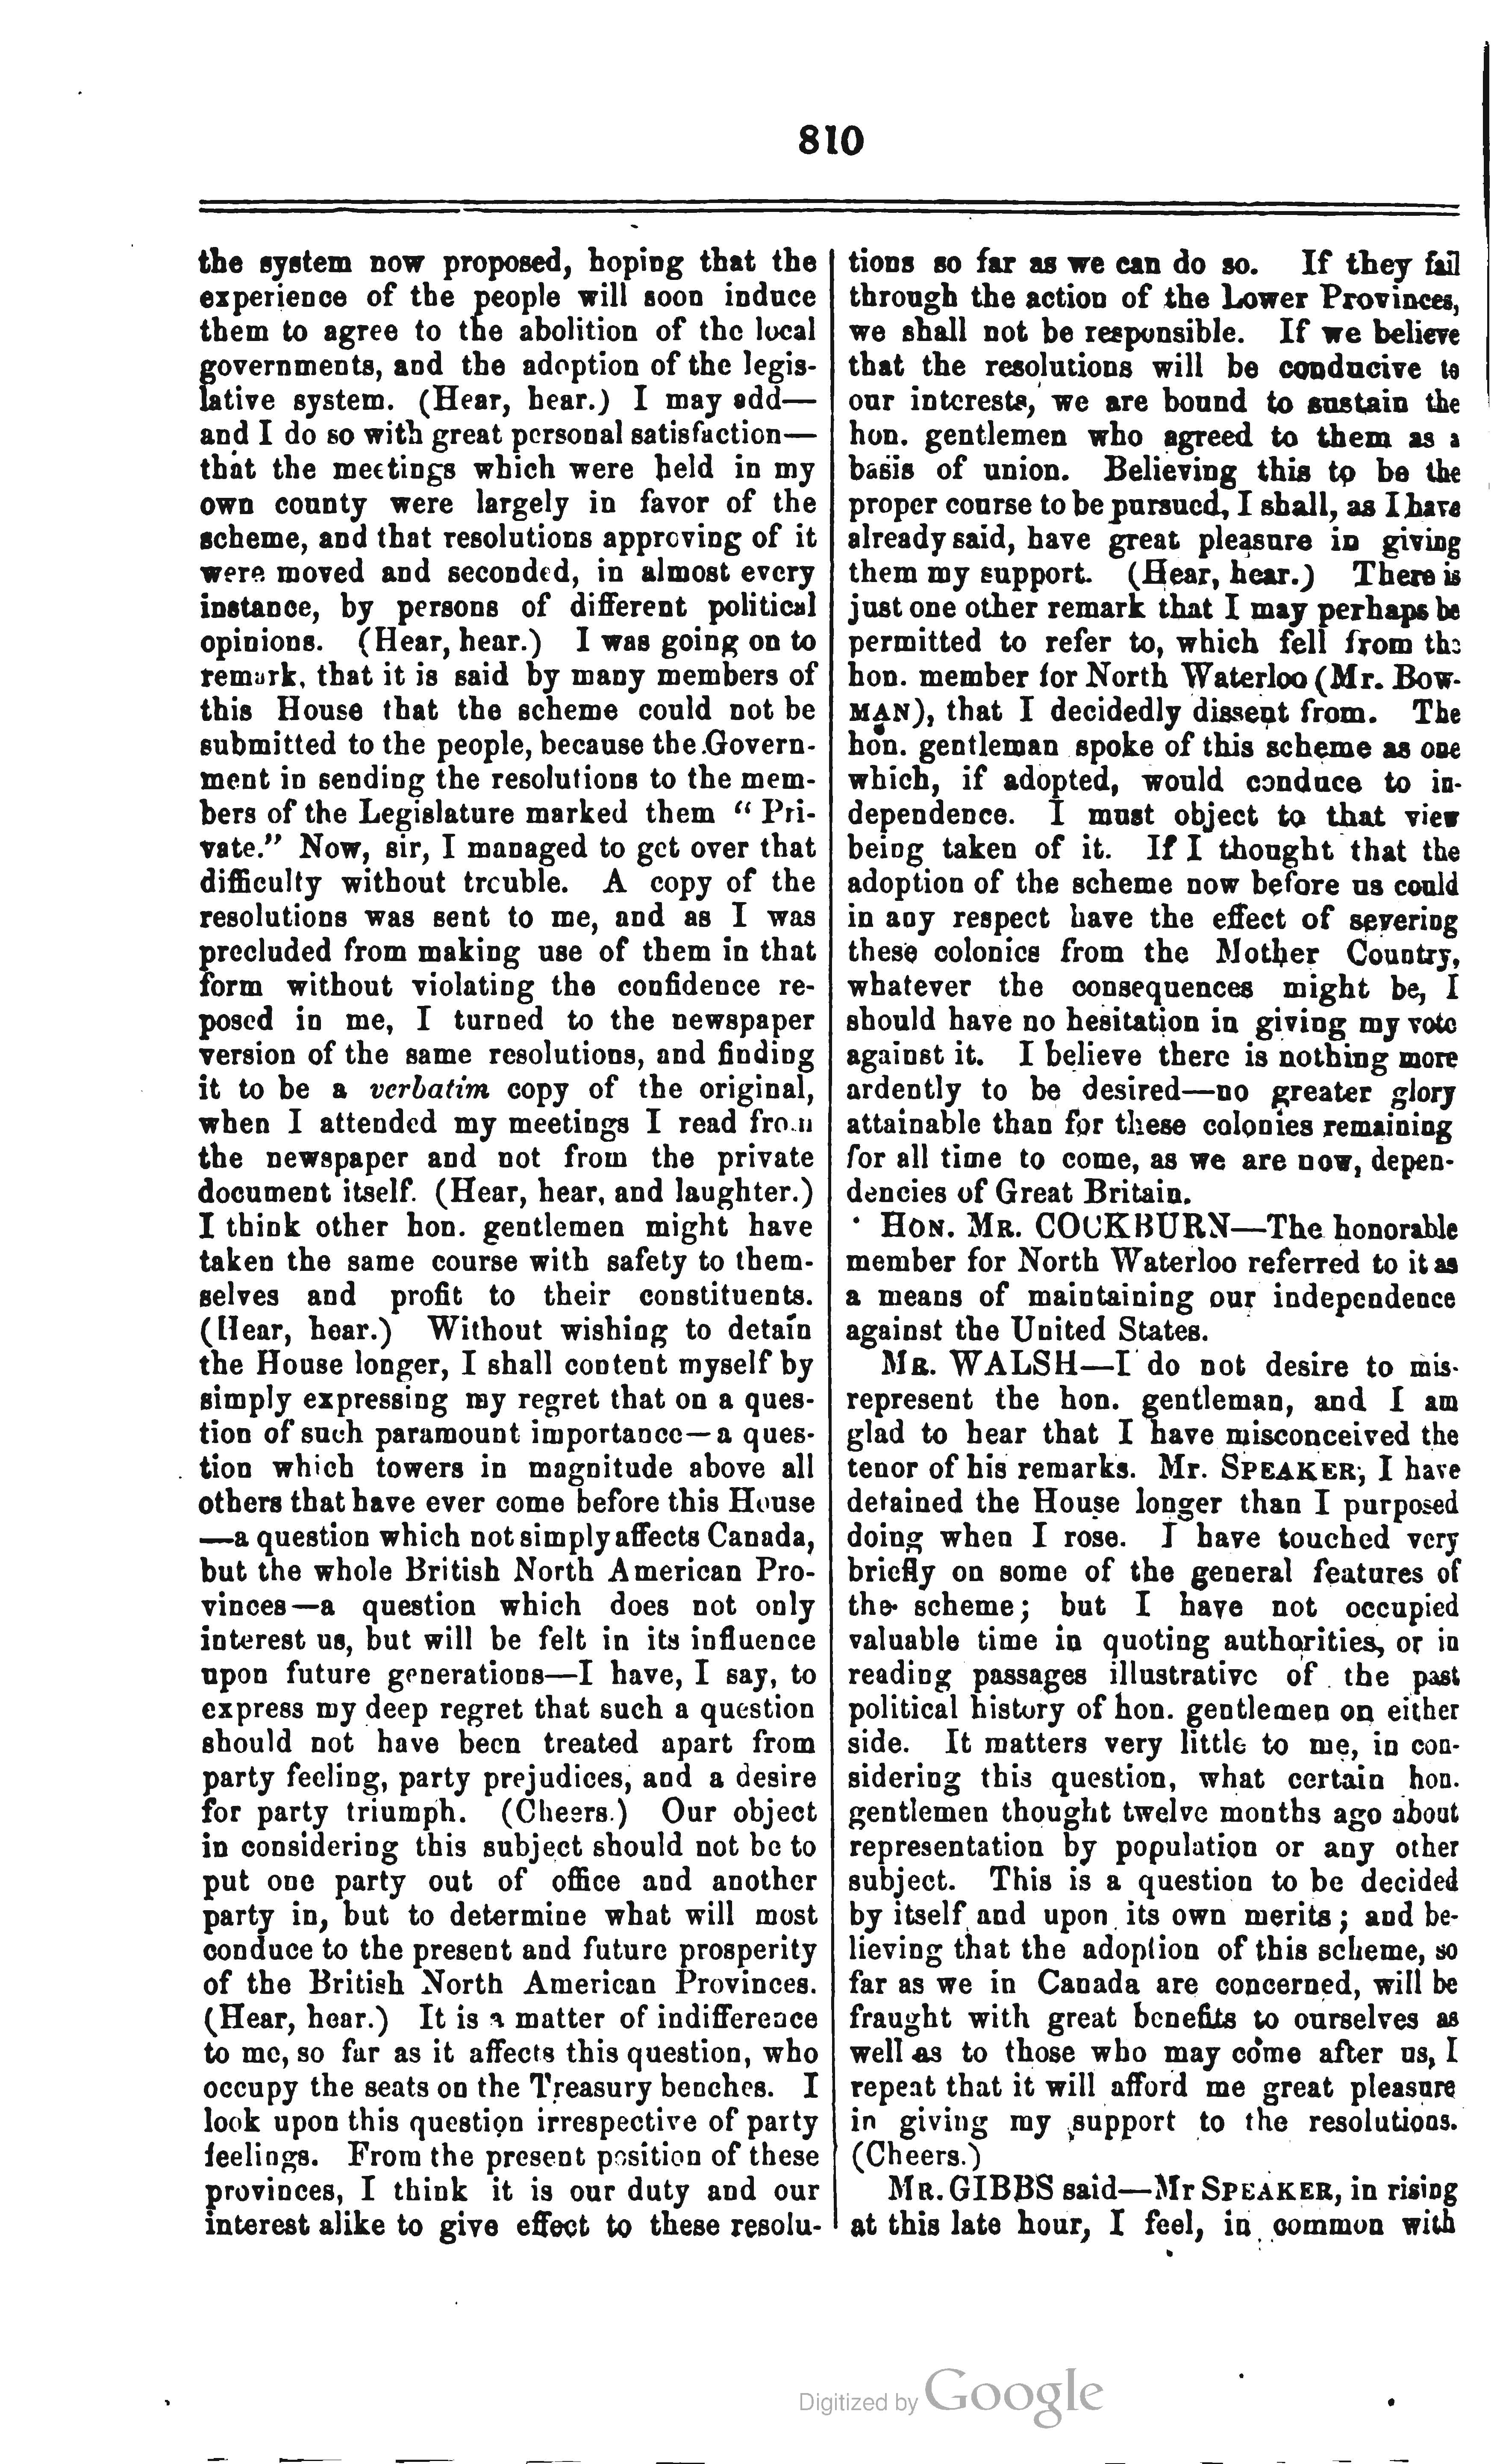 810
the system now proposed, hoping that the
experience of the people will soon induce
them to agree to the abolition of the local
governments, and the adoption of the legis-
lative system. (Hear, hear.) I may add—
and I do so with great personal satisfaction—
that the meetings which were held in my
own county were largely in favor of the
scheme, and that resolutions approving of it
were moved and seconded, in almost every
instance, by persons of different political
opinions. (Hear, hear.) I was going on to
remark, that it is said by many members of
this House that the scheme could not be
submitted to the people, because the Govern-
ment in sending the resolutions to the mem-
bers of the Legislature marked them “ Pri-
vate.” Now, sir, I managed to get over that
difficulty without trouble. A copy of the
resolutions was sent to me, and as I was
precluded from making use of them in that
form without violating the confidence re-
posed in me, I turned to the newspaper
version of the same resolutions, and finding
it to be a verbatim copy of the original,
when I attended my meetings I read from
the newspaper and not from the private
document itself. (Hear, hear, and laughter.)
I think other hon. gentlemen might have
taken the same course with safety to them-
selves and profit to their constituents.
(Hear, hear.) Without wishing to detain
the House longer, I shall content myself by
simply expressing my regret that on a ques-
tion of such paramount importance—a ques-
tion which towers in magnitude above all
others that have ever come before this House
—a question which not simply affects Canada,
but the whole British North American Pro-
vinces—a question which does not only
interest us, but will be felt in its influence
upon future generations—I have, I say, to
express my deep regret that such a question
should not have been treated apart from
party feeling, party prejudices, and a desire
for party triumph. (Cheers.) Our object
in considering this subject should not be to
put one party out of office and another
party in, but to determine what will most
conduce to the present and future prosperity
of the British North American Provinces.
(Hear, hear.) It is a matter of indifference
to me, so far as it affects this question, who
occupy the seats on the Treasury benches. I
look upon this question irrespective of party
feelings. From the present position of these
provinces, I think it is our duty and our
interest alike to give effect to these resolu-
tions so far as we can do so. If they fail
through the action of the Lower Provinces,
we shall not be responsible. If we believe
that the resolutions will be conducive to
our interests, we are bound to sustain the
hon. gentlemen who agreed to them as a
basis of union. Believing this to be the
proper course to be pursued, I shall, as I have
already said, have great pleasure in giving
them my support. (Hear, hear.) There is
just one other remark that I may perhaps be
permitted to refer to, which fell from the
hon. member for North Waterloo (Mr. BOW-
MAN), that I decidedly dissent from. The
hon. gentleman spoke of this scheme as one
which, if adopted, would conduce to in-
dependence. I must object to that view
being taken of it. If I thought that the
adoption of the scheme now before us could
in any respect have the effect of severing
these colonies from the Mother Country,
whatever the consequences might be, I
should have no hesitation in giving my vote
against it. I believe there is nothing more
ardently to be desired—no greater glory
attainable than for these colonies remaining
for all time to come, as we are now, depen-
dencies of Great Britain.
HON. MR. COCKBURN—The honorable
member for North Waterloo referred to it as
a means of maintaining our independence
against the United States.
MR. WALSH—I do not desire to mis-
represent the hon. gentleman, and I am
glad to hear that I have misconceived the
tenor of his remarks. Mr. SPEAKER, I have
detained the House longer than I purposed
doing when I rose. I have touched very
briefly on some of the general features of
the scheme; but I have not occupied
valuable time in quoting authorities, or in
reading passages illustrative of the past
political history of hon. gentlemen on either
side. It matters very little to me, in con-
sidering this question, what certain hon.
gentlemen thought twelve months ago about
representation by population or any other
subject. This is a question to be decided
by itself and upon its own merits; and be-
lieving that the adoption of this scheme, so
far as we in Canada are concerned, will be
fraught with great benefits to ourselves as
well as to those who may come after us, I
repeat that it will afford me great pleasure
in giving my support to the resolutions.
(Cheers.)
MR. GIBBS said—Mr SPEAKER, in rising
at this late hour, I feel, in common with
Digitized by Google